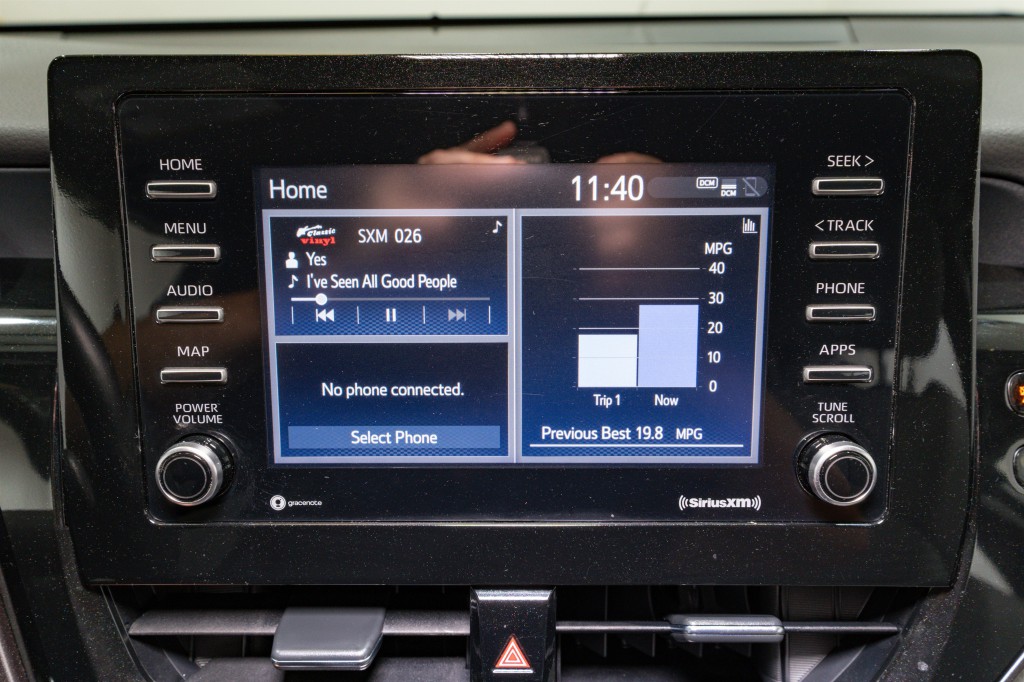 HOME
MENU
AUDIO
MAP
POWER
VOLUME
Home
11:40
DCM
DCM
Classic
vinyl
SXM 026
Yes
I've Seen All Good People
No phone connected.
Select Phone
MPG
40
30
20
10
0
Trip 1
Now
Previous Best 19.8 MPG
gracenote
SiriusXM
SEEK >
< TRACK
PHONE
APPS
TUNE
SCROLL